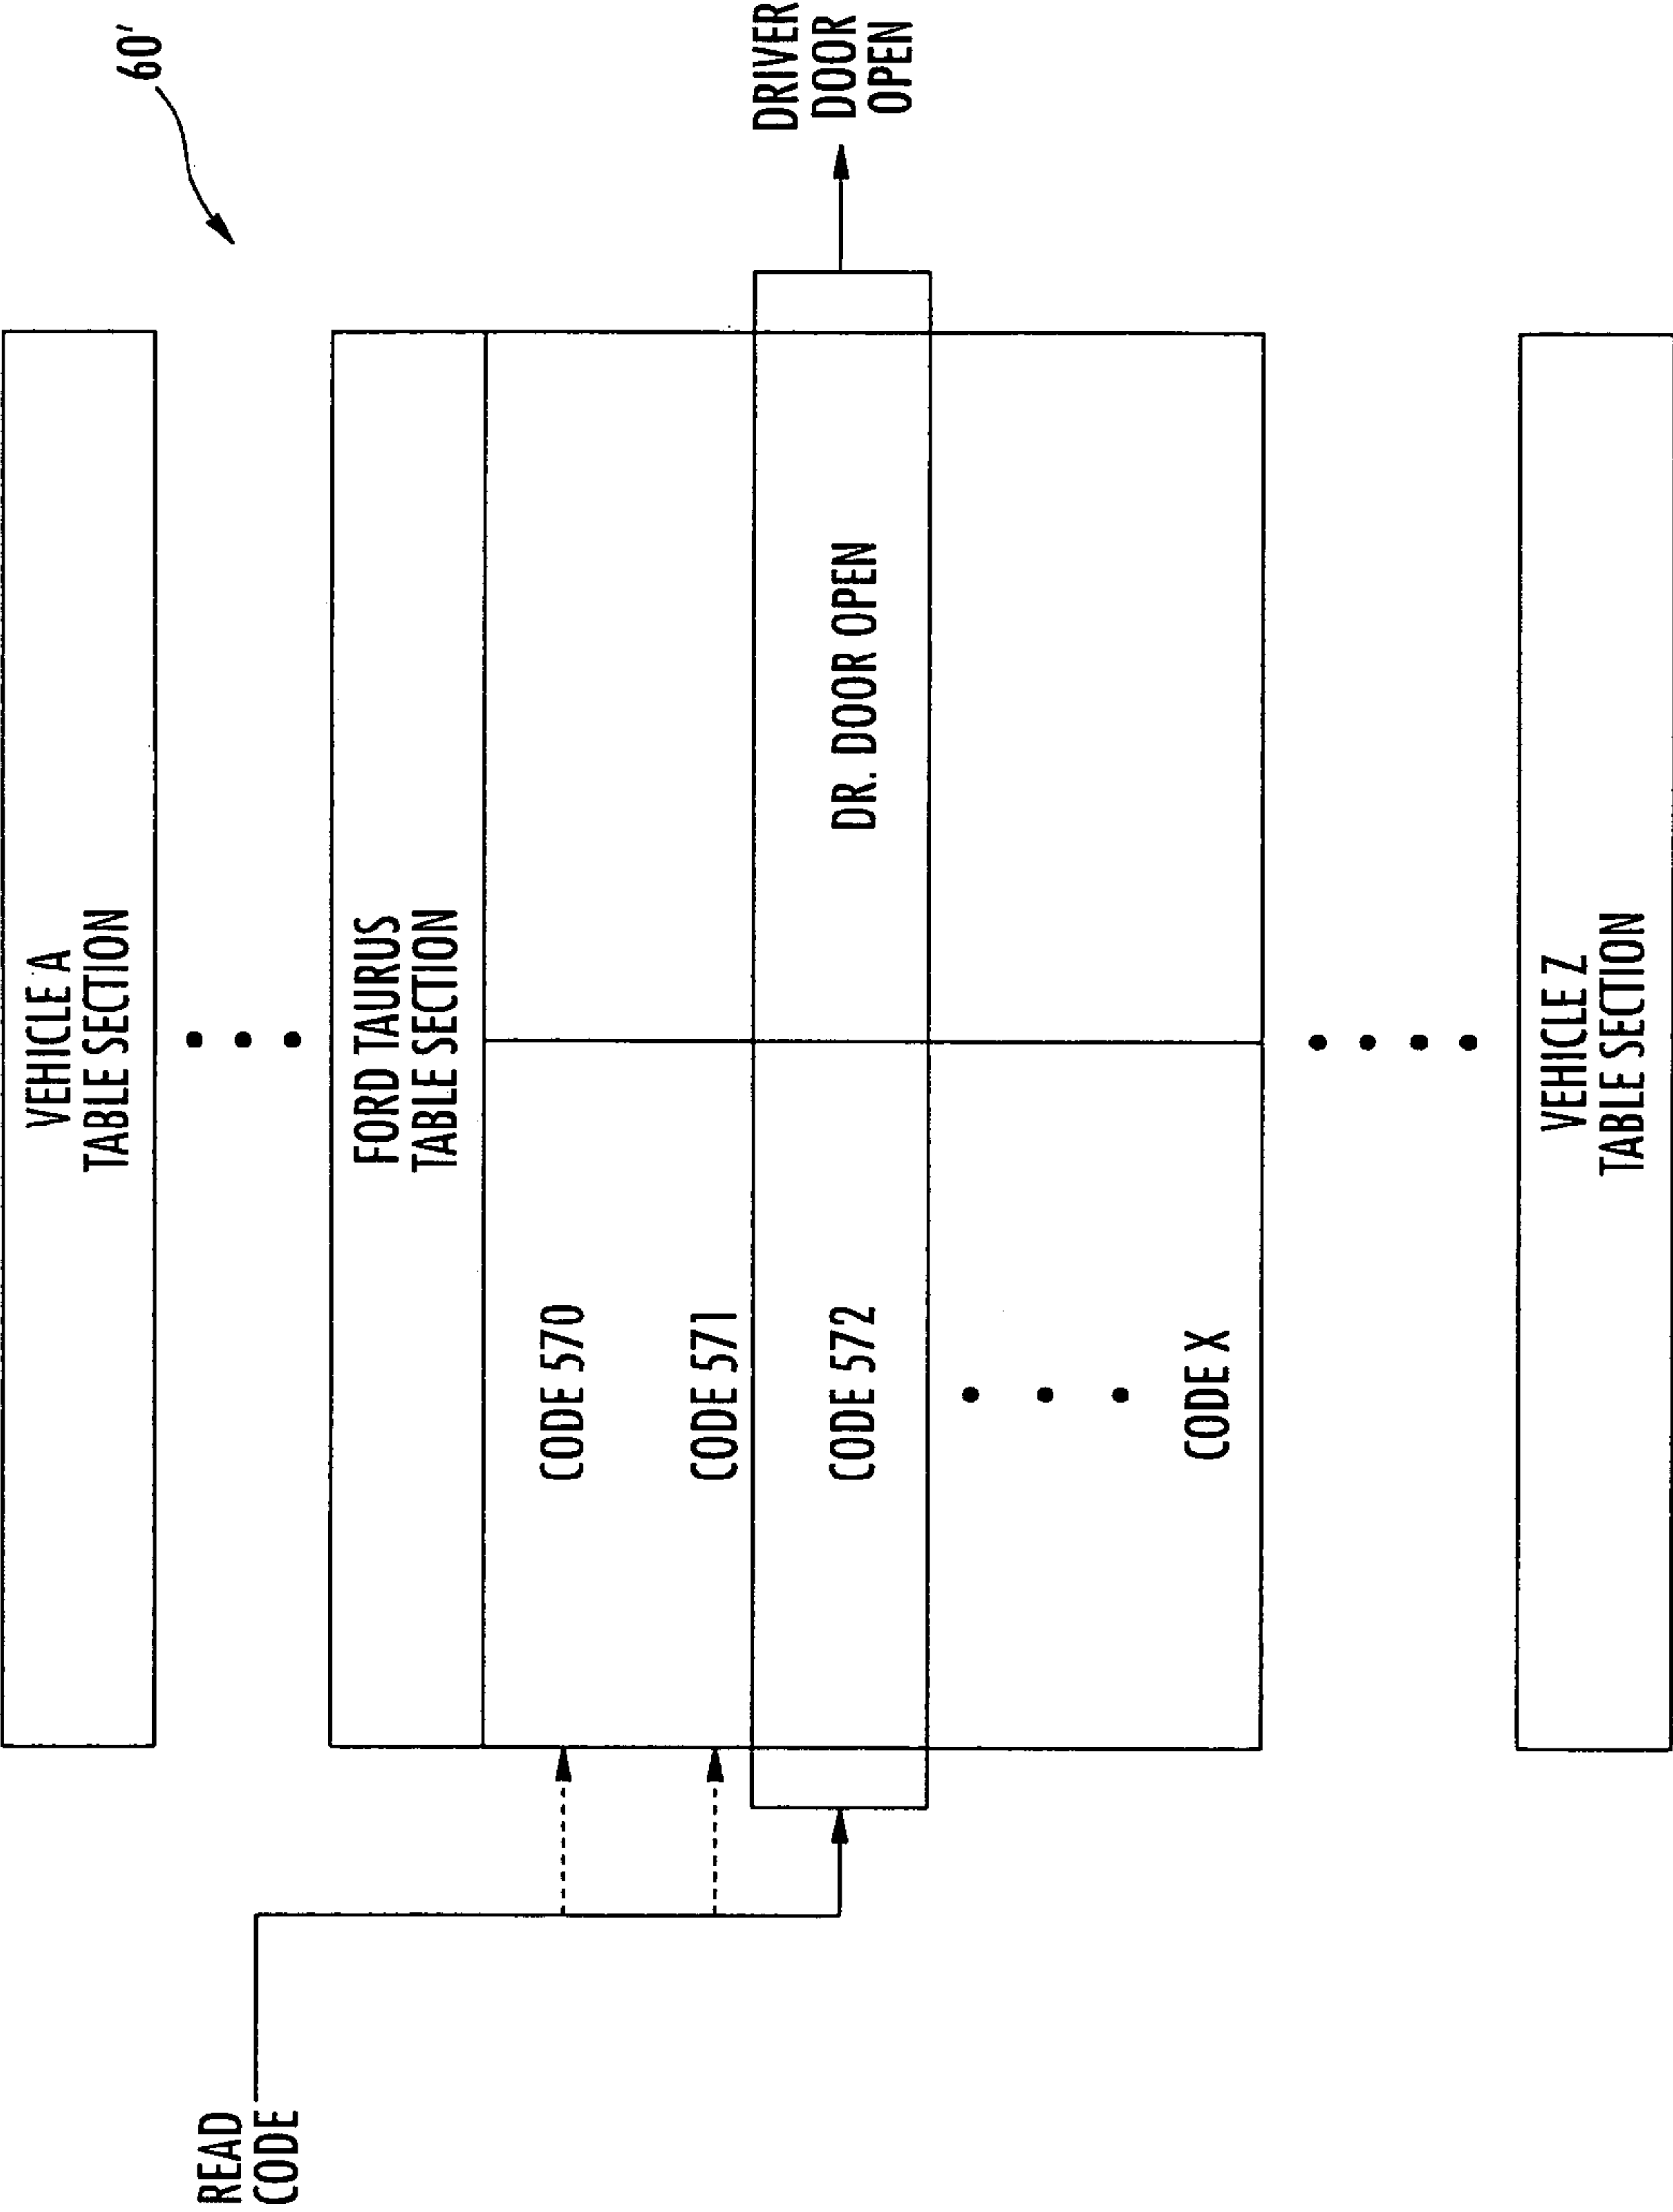 60'
VEHICLE A
TABLE SECTION
FORD TAURUS
TABLE SECTION
READ
CODE
CODE 570
CODE 571
CODE 572
DR. DOOR OPEN
DRIVER
DOOR
OPEN
CODE X
VEHICLE Z
TABLE SECTION